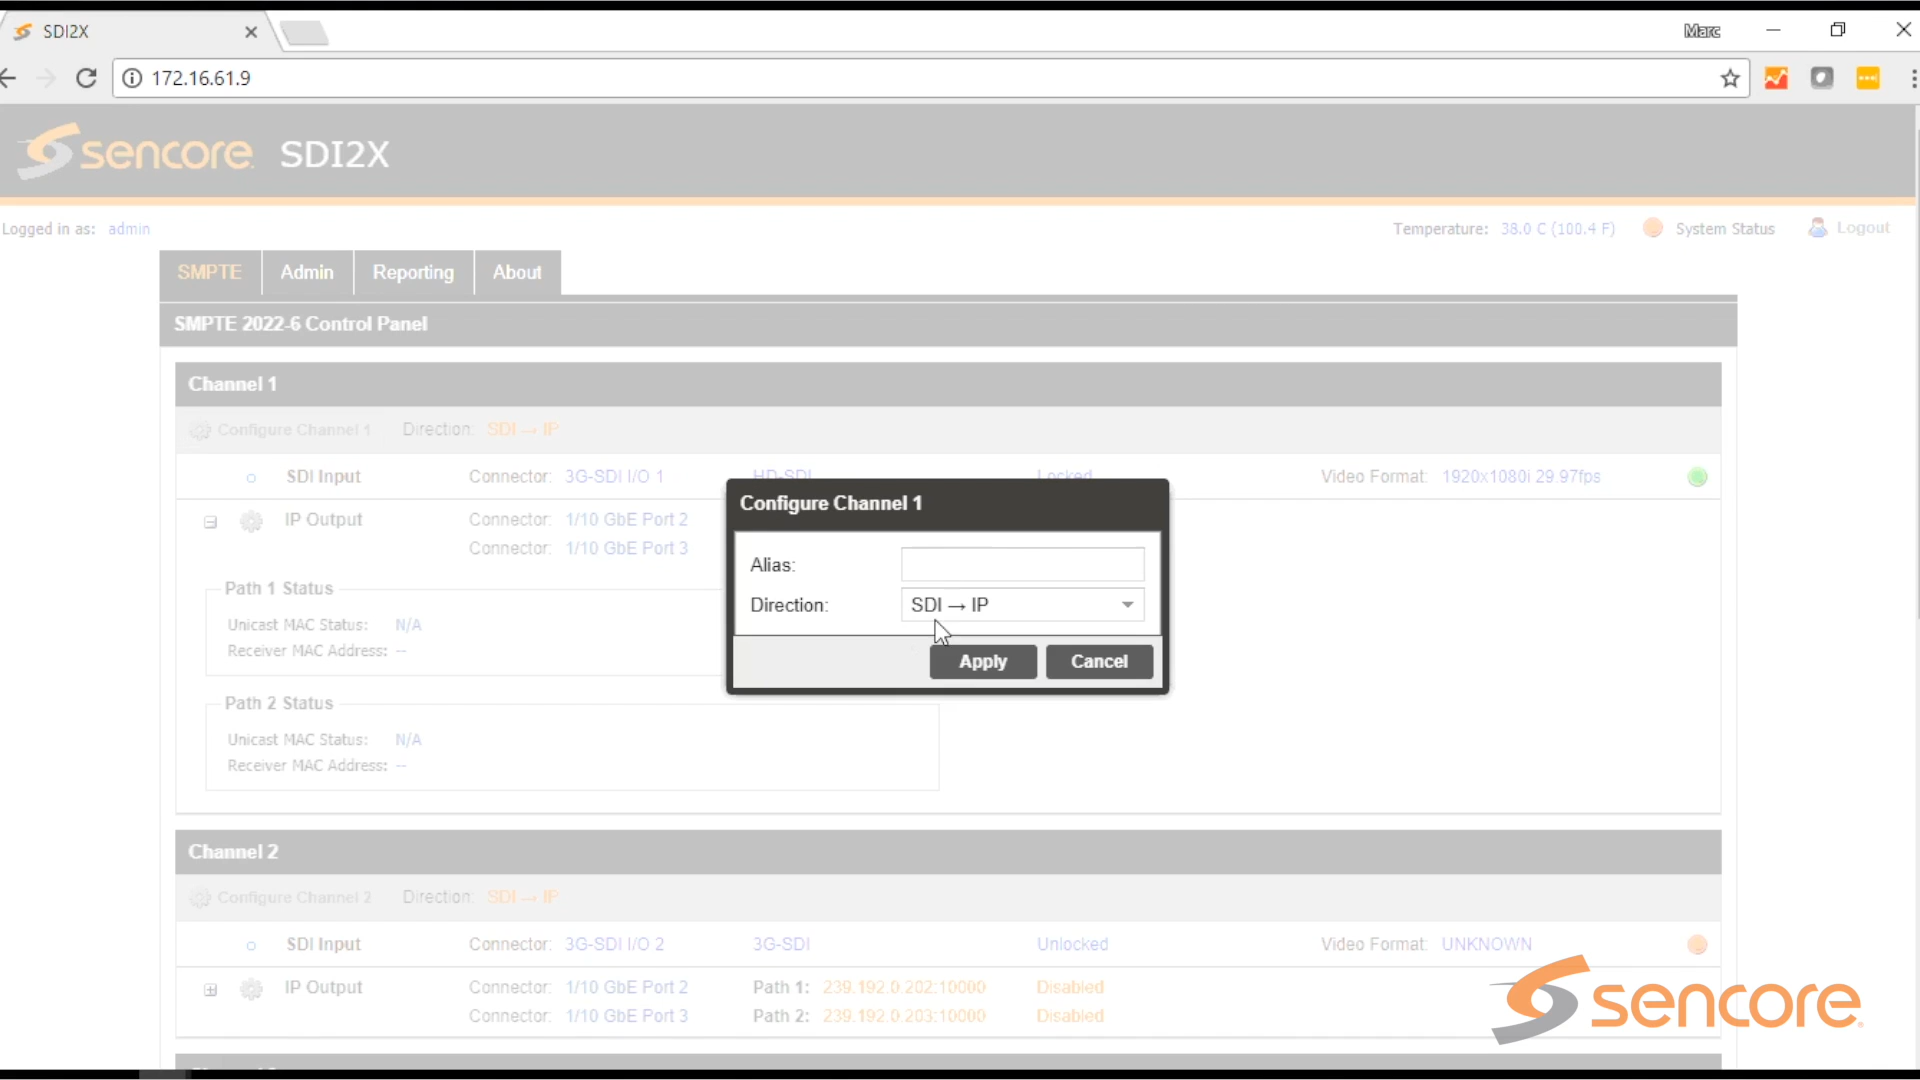 SDI2X
Marc
172.16.61.9
sencore SDI2X
Logged in as: admin
Temperature: 38.0 C (100.4 F) System Status Logout
SMPTE Admin Reporting About
SMPTE 2022-6 Control Panel
Channel 1
Configure Channel 1 Direction: SDI → IP
SDI Input Connector: 3G-SDI I/O 1 HD-SDI Locked Video Format: 1920x1080i 29.97fps
IP Output Connector: 1/10 GbE Port 2
Connector: 1/10 GbE Port 3
Path 1 Status
Unicast MAC Status: N/A
Receiver MAC Address: --
Path 2 Status
Unicast MAC Status: N/A
Receiver MAC Address: --
Configure Channel 1
Alias:
Direction: SDI → IP
Apply Cancel
Channel 2
Configure Channel 2 Direction: SDI → IP
SDI Input Connector: 3G-SDI I/O 2 3G-SDI Unlocked Video Format: UNKNOWN
IP Output Connector: 1/10 GbE Port 2 Path 1: 239.192.0.202:10000 Disabled
Connector: 1/10 GbE Port 3 Path 2: 239.192.0.203:10000 Disabled
sencore